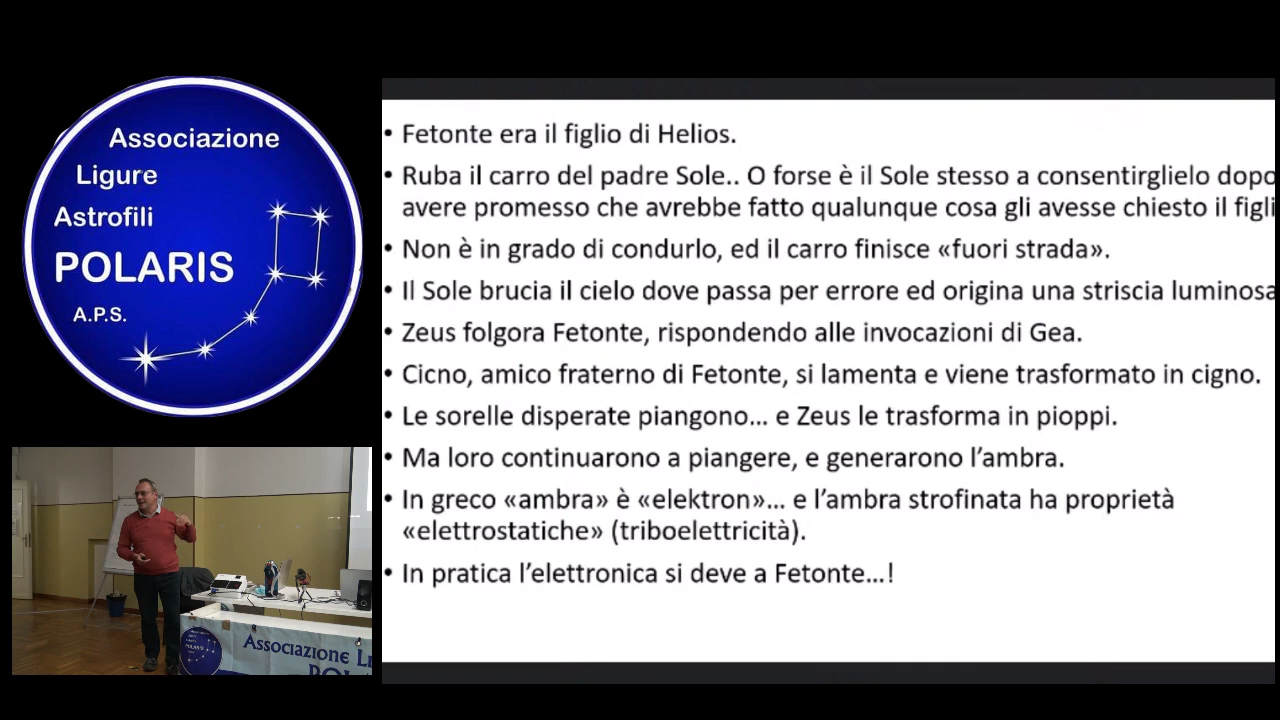 Associazione
Ligure
Astrofili
POLARIS
A.P.S.
• Fetonte era il figlio di Helios.
• Ruba il carro del padre Sole.. O forse è il Sole stesso a consentirglielo dopo
avere promesso che avrebbe fatto qualunque cosa gli avesse chiesto il figli
• Non è in grado di condurlo, ed il carro finisce «fuori strada».
• Il Sole brucia il cielo dove passa per errore ed origina una striscia luminosa
• Zeus folgora Fetonte, rispondendo alle invocazioni di Gea.
• Cicno, amico fraterno di Fetonte, si lamenta e viene trasformato in cigno.
• Le sorelle disperate piangono... e Zeus le trasforma in pioppi.
• Ma loro continuarono a piangere, e generarono l’ambra.
• In greco «ambra» è «elektron»... e l’ambra strofinata ha proprietà
«elettrostatiche» (triboelettricità).
• In pratica l’elettronica si deve a Fetonte...!
Associazione Li
POL